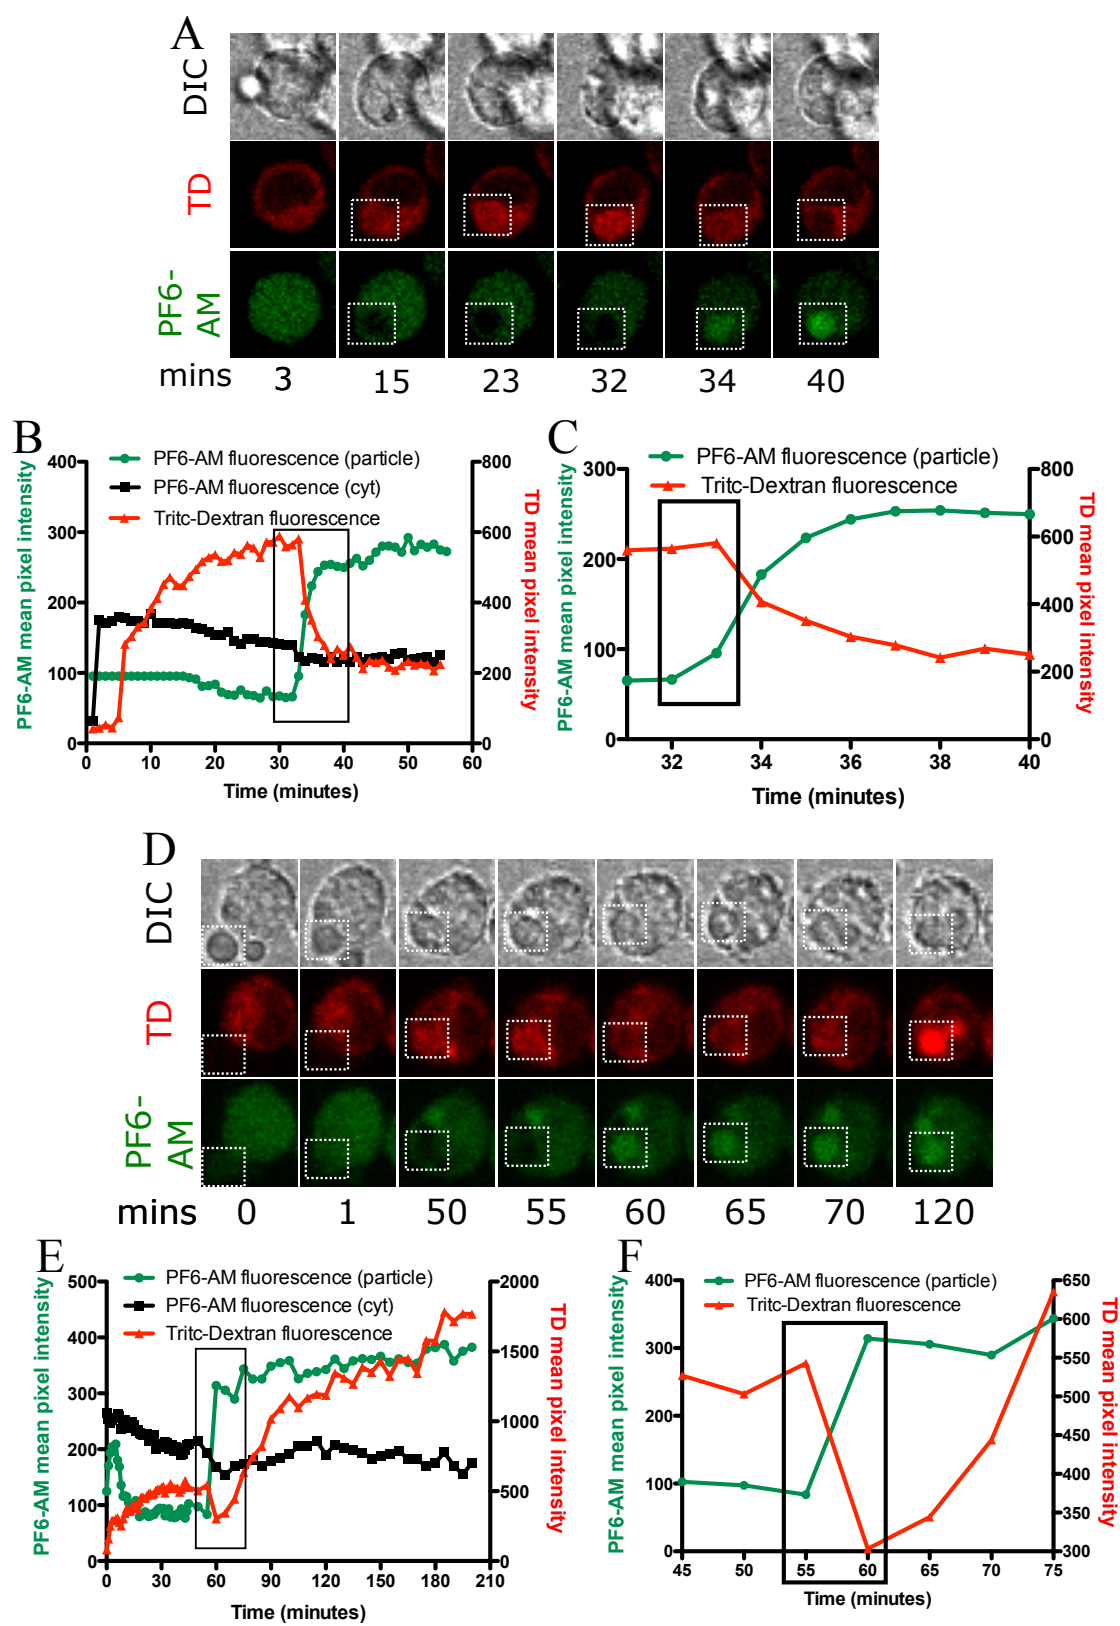 A
DIC
TD
PF6-
AM
mins 3 15 23 32 34 40
B
PF6-AM fluorescence (particle)
PF6-AM fluorescence (cyt)
Tritc-Dextran fluorescence
PF6-AM mean pixel intensity
400
300
200
100
0
TD mean pixel intensity
800
600
400
200
0
0 10 20 30 40 50 60
Time (minutes)
C
PF6-AM fluorescence (particle)
Tritc-Dextran fluorescence
PF6-AM mean pixel intensity
300
200
100
0
TD mean pixel intensity
800
600
400
200
0
32 34 36 38 40
Time (minutes)
D
DIC
TD
PF6-
AM
mins 0 1 50 55 60 65 70 120
E
PF6-AM fluorescence (particle)
PF6-AM fluorescence (cyt)
Tritc-Dextran fluorescence
PF6-AM mean pixel intensity
500
400
300
200
100
0
TD mean pixel intensity
2000
1500
1000
500
0
0 30 60 90 120 150 180 210
Time (minutes)
F
PF6-AM fluorescence (particle)
Tritc-Dextran fluorescence
PF6-AM mean pixel intensity
400
300
200
100
0
TD mean pixel intensity
650
600
550
500
450
400
350
300
45 50 55 60 65 70 75
Time (minutes)